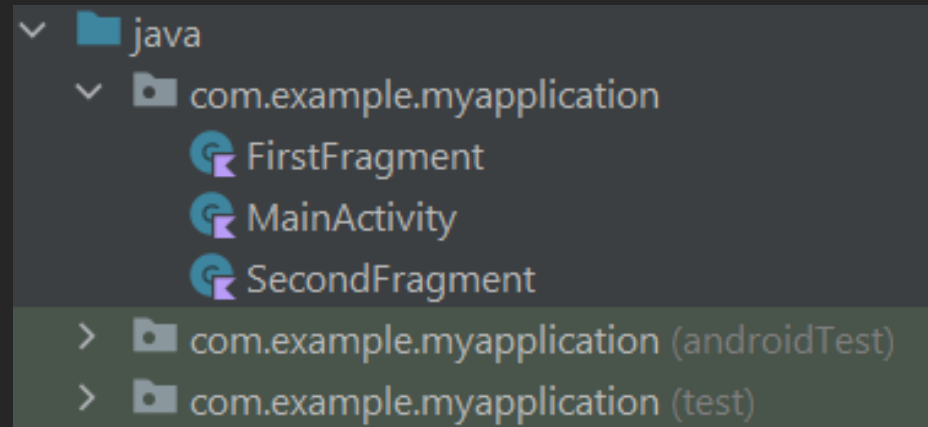 java
com.example.myapplication
FirstFragment
MainActivity
SecondFragment
com.example.myapplication (androidTest)
com.example.myapplication (test)